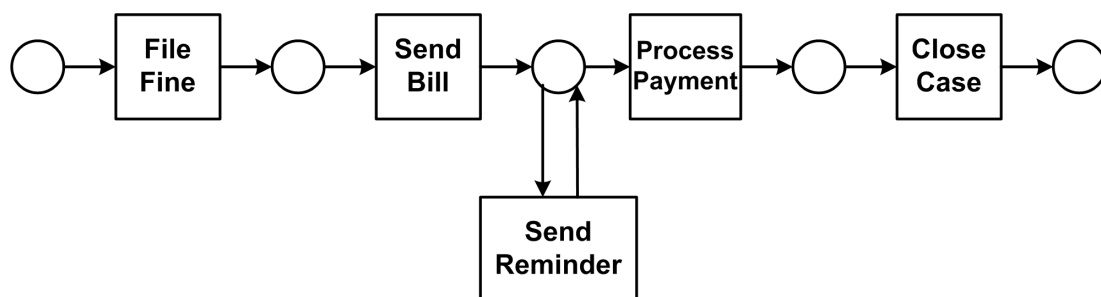 File
Fine
Send
Bill
Process
Payment
Close
Case
Send
Reminder